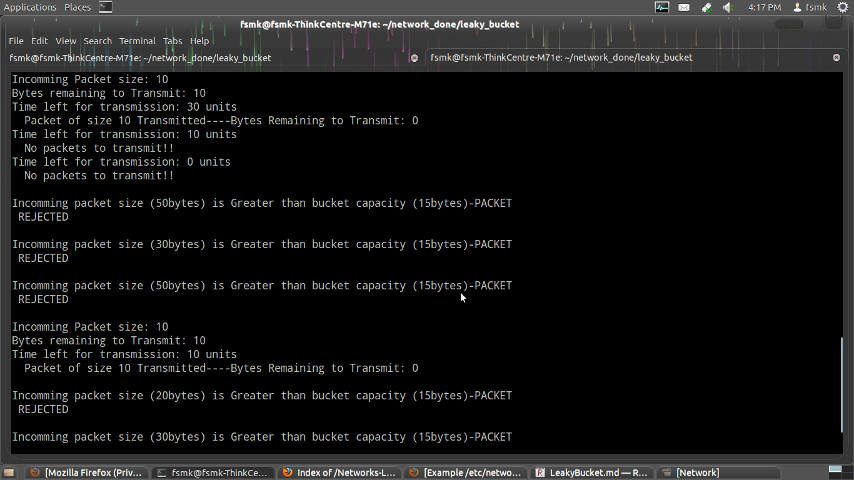 Applications Places 4:17 PM fsmk
fsmk@fsmk-ThinkCentre-M71e: ~/network_done/leaky_bucket
File Edit View Search Terminal Tabs Help
fsmk@fsmk-ThinkCentre-M71e: ~/network_done/leaky_bucket fsmk@fsmk-ThinkCentre-M71e: ~/network_done/leaky_bucket
Incomming Packet size: 10
Bytes remaining to Transmit: 10
Time left for transmission: 30 units
Packet of size 10 Transmitted----Bytes Remaining to Transmit: 0
Time left for transmission: 10 units
No packets to transmit!!
Time left for transmission: 0 units
No packets to transmit!!
Incomming packet size (50bytes) is Greater than bucket capacity (15bytes)-PACKET
REJECTED
Incomming packet size (30bytes) is Greater than bucket capacity (15bytes)-PACKET
REJECTED
Incomming packet size (50bytes) is Greater than bucket capacity (15bytes)-PACKET
REJECTED
Incomming Packet size: 10
Bytes remaining to Transmit: 10
Time left for transmission: 10 units
Packet of size 10 Transmitted----Bytes Remaining to Transmit: 0
Incomming packet size (20bytes) is Greater than bucket capacity (15bytes)-PACKET
REJECTED
Incomming packet size (30bytes) is Greater than bucket capacity (15bytes)-PACKET
[Mozilla Firefox (Priv... fsmk@fsmk-ThinkCe... Index of /Networks-L... [Example /etc/netwo... LeakyBucket.md — R... [Network]